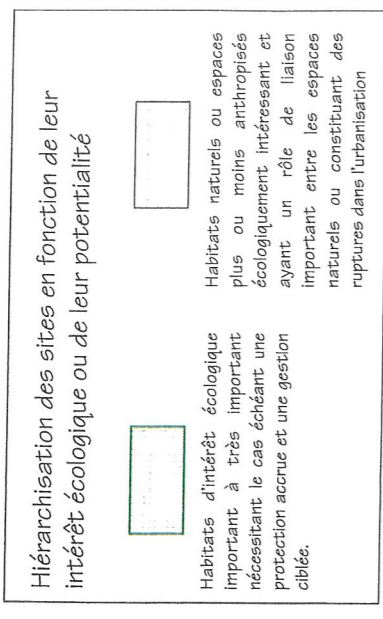 Hiérarchisation des sites en fonction de leur
intérêt écologique ou de leur potentialité
Habitats d'intérêt écologique
important à très important
nécessitant le cas échéant une
protection accrue et une gestion
ciblée.
Habitats naturels ou espaces
plus ou moins anthropisés
écologiquement intéressant et
ayant un rôle de liaison
important entre les espaces
naturels ou constituant des
ruptures dans l'urbanisation